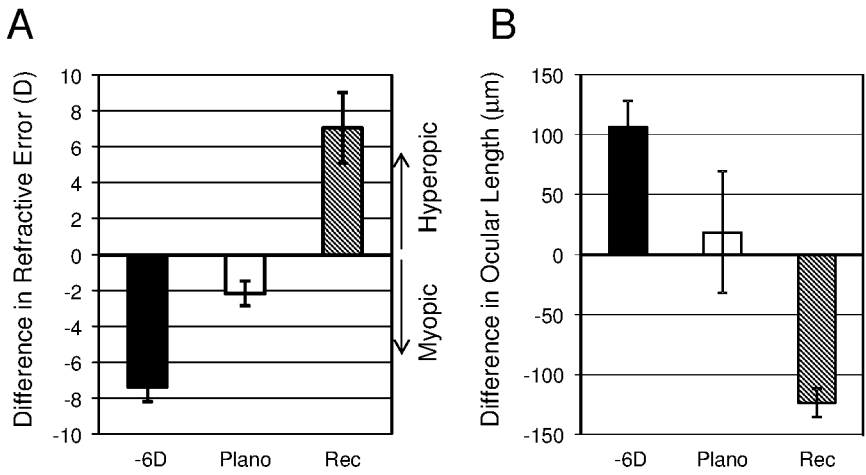 A
Difference in Refractive Error (D)
10
8
6
4
2
0
-2
-4
-6
-8
-10
-6D Plano Rec
Hyperopic
Myopic
B
Difference in Ocular Length (µm)
150
100
50
0
-50
-100
-150
-6D Plano Rec